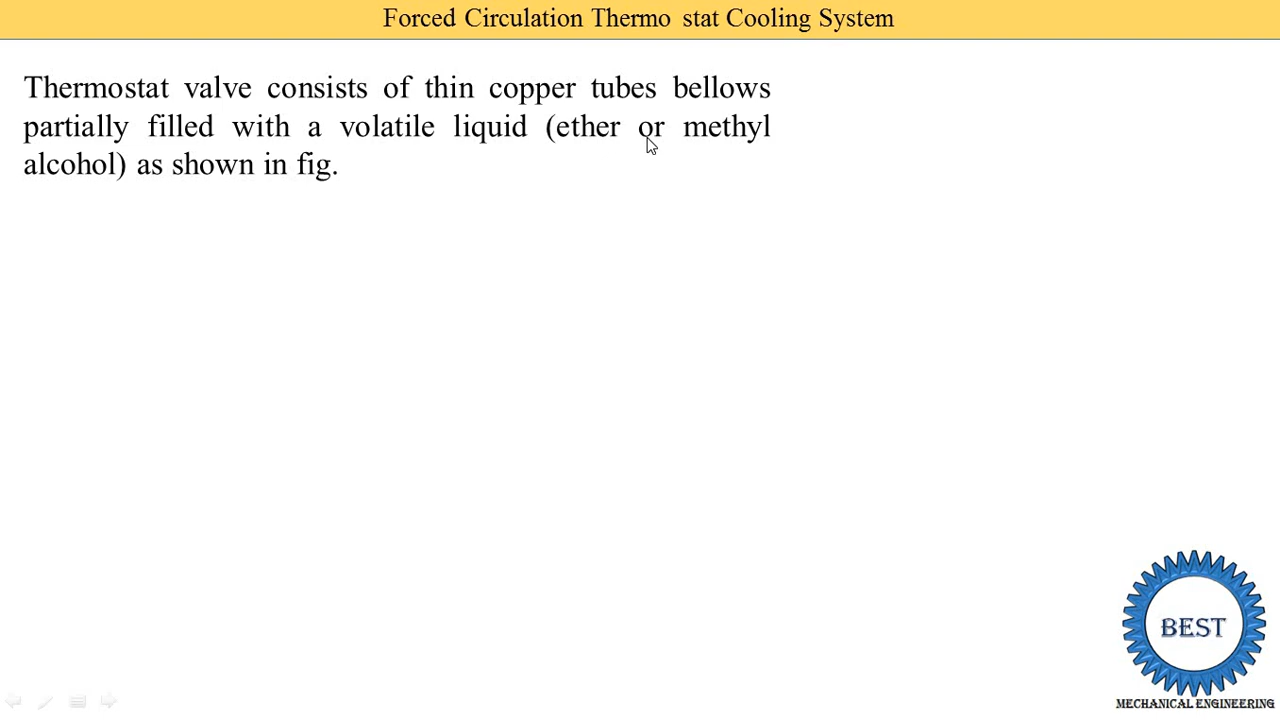 Forced Circulation Thermo stat Cooling System
Thermostat valve consists of thin copper tubes bellows
partially filled with a volatile liquid (ether or methyl
alcohol) as shown in fig.
BEST
MECHANICAL ENGINEERING